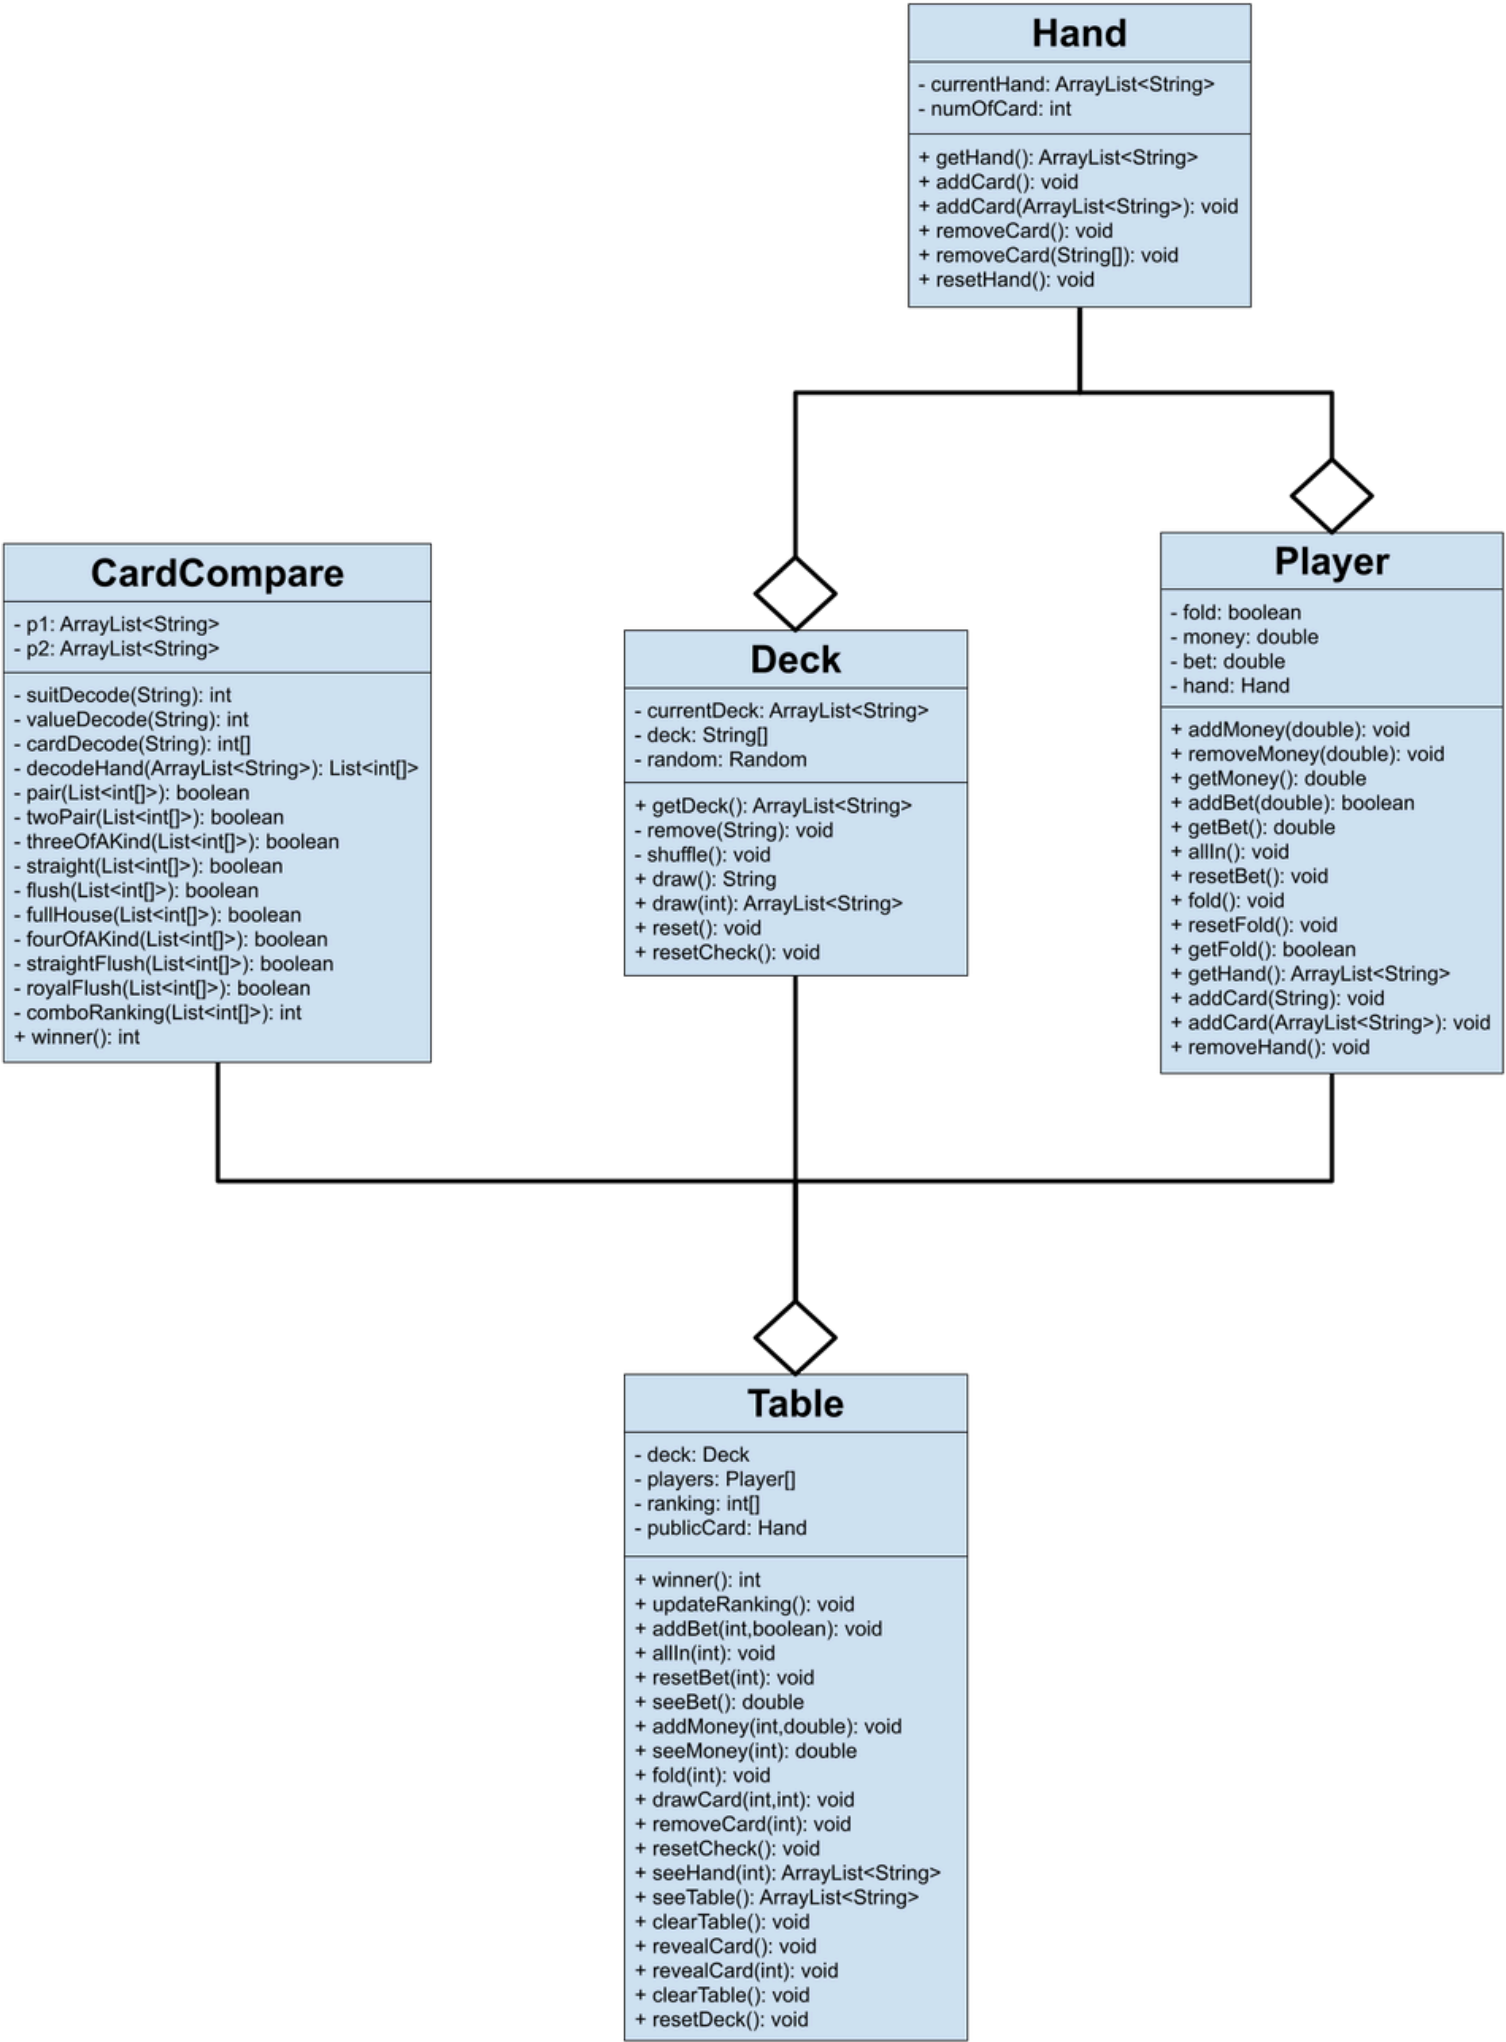 Hand
- currentHand: ArrayList<String>
- numOfCard: int
+ getHand(): ArrayList<String>
+ addCard(): void
+ addCard(ArrayList<String>): void
+ removeCard(): void
+ removeCard(String[]): void
+ resetHand(): void
CardCompare
- p1: ArrayList<String>
- p2: ArrayList<String>
- suitDecode(String): int
- valueDecode(String): int
- cardDecode(String): int[]
- decodeHand(ArrayList<String>): List<int[]>
- pair(List<int[]>): boolean
- twoPair(List<int[]>): boolean
- threeOfAKind(List<int[]>): boolean
- straight(List<int[]>): boolean
- flush(List<int[]>): boolean
- fullHouse(List<int[]>): boolean
- fourOfAKind(List<int[]>): boolean
- straightFlush(List<int[]>): boolean
- royalFlush(List<int[]>): boolean
- comboRanking(List<int[]>): int
+ winner(): int
Deck
- currentDeck: ArrayList<String>
- deck: String[]
- random: Random
+ getDeck(): ArrayList<String>
- remove(String): void
- shuffle(): void
+ draw(): String
+ draw(int): ArrayList<String>
+ reset(): void
+ resetCheck(): void
Player
- fold: boolean
- money: double
- bet: double
- hand: Hand
+ addMoney(double): void
+ removeMoney(double): void
+ getMoney(): double
+ addBet(double): boolean
+ getBet(): double
+ allIn(): void
+ resetBet(): void
+ fold(): void
+ resetFold(): void
+ getFold(): boolean
+ getHand(): ArrayList<String>
+ addCard(String): void
+ addCard(ArrayList<String>): void
+ removeHand(): void
Table
- deck: Deck
- players: Player[]
- ranking: int[]
- publicCard: Hand
+ winner(): int
+ updateRanking(): void
+ addBet(int,boolean): void
+ allIn(int): void
+ resetBet(int): void
+ seeBet(): double
+ addMoney(int,double): void
+ seeMoney(int): double
+ fold(int): void
+ drawCard(int,int): void
+ removeCard(int): void
+ resetCheck(): void
+ seeHand(int): ArrayList<String>
+ seeTable(): ArrayList<String>
+ clearTable(): void
+ revealCard(): void
+ revealCard(int): void
+ clearTable(): void
+ resetDeck(): void